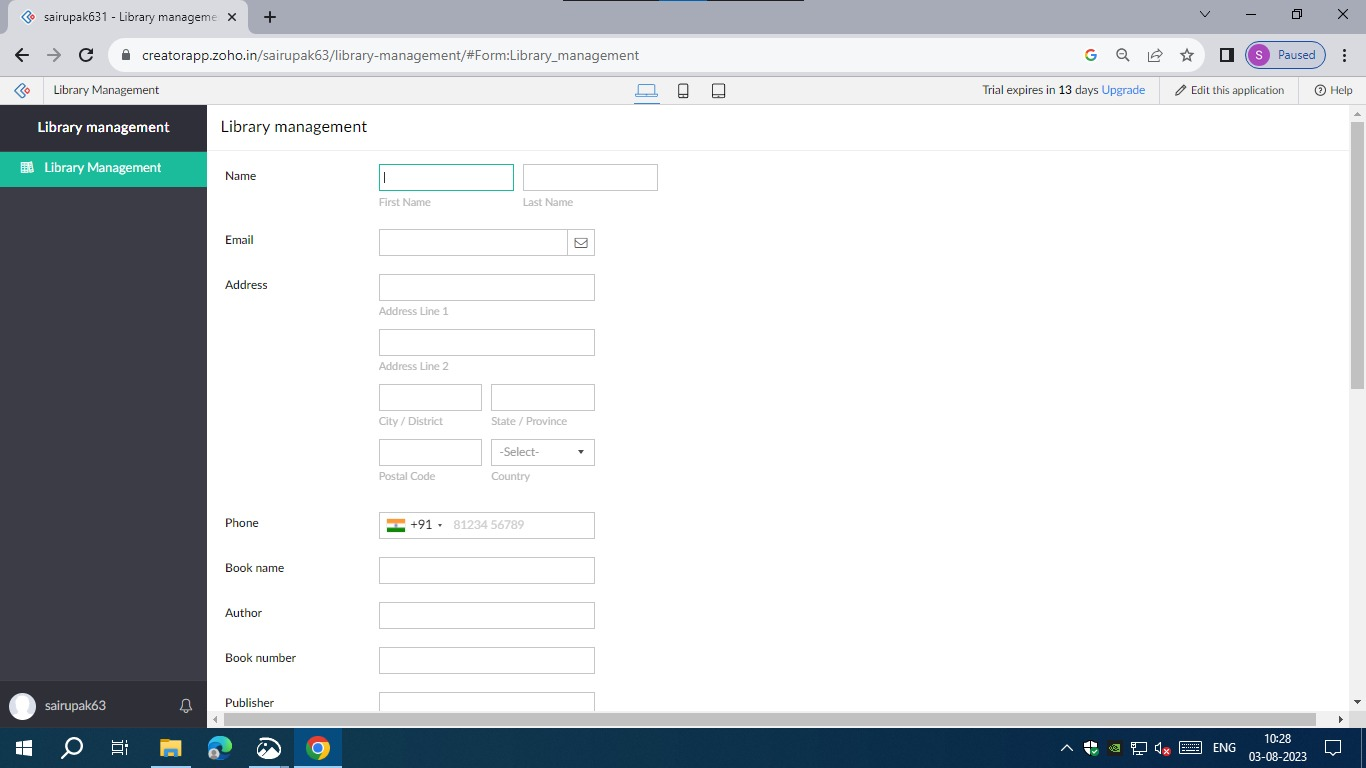 sairupak631 - Library manageme
creatorapp.zoho.in/sairupak63/library-management/#Form:Library_management
S Paused
Library Management
Trial expires in 13 days Upgrade
Edit this application
Help
Library management
Library management
Library Management
Name
First Name Last Name
Email
Address
Address Line 1
Address Line 2
City / District State / Province
-Select-
Postal Code Country
Phone +91 81234 56789
Book name
Author
Book number
Publisher
sairupak63
ENG
10:28
03-08-2023